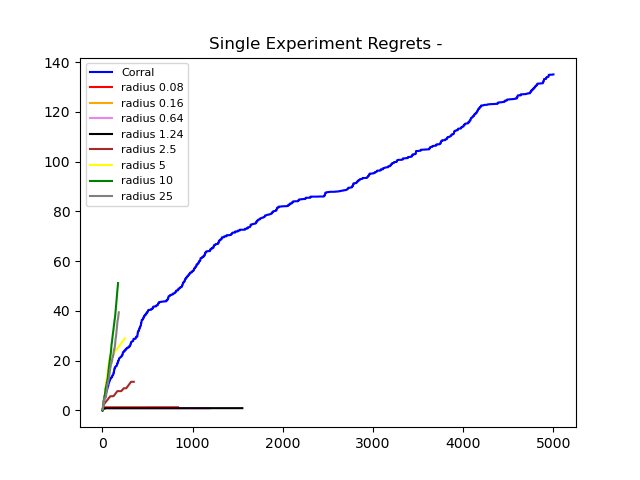 Single Experiment Regrets -
140
120
100
80
60
40
20
0
Corral
radius 0.08
radius 0.16
radius 0.64
radius 1.24
radius 2.5
radius 5
radius 10
radius 25
0 1000 2000 3000 4000 5000